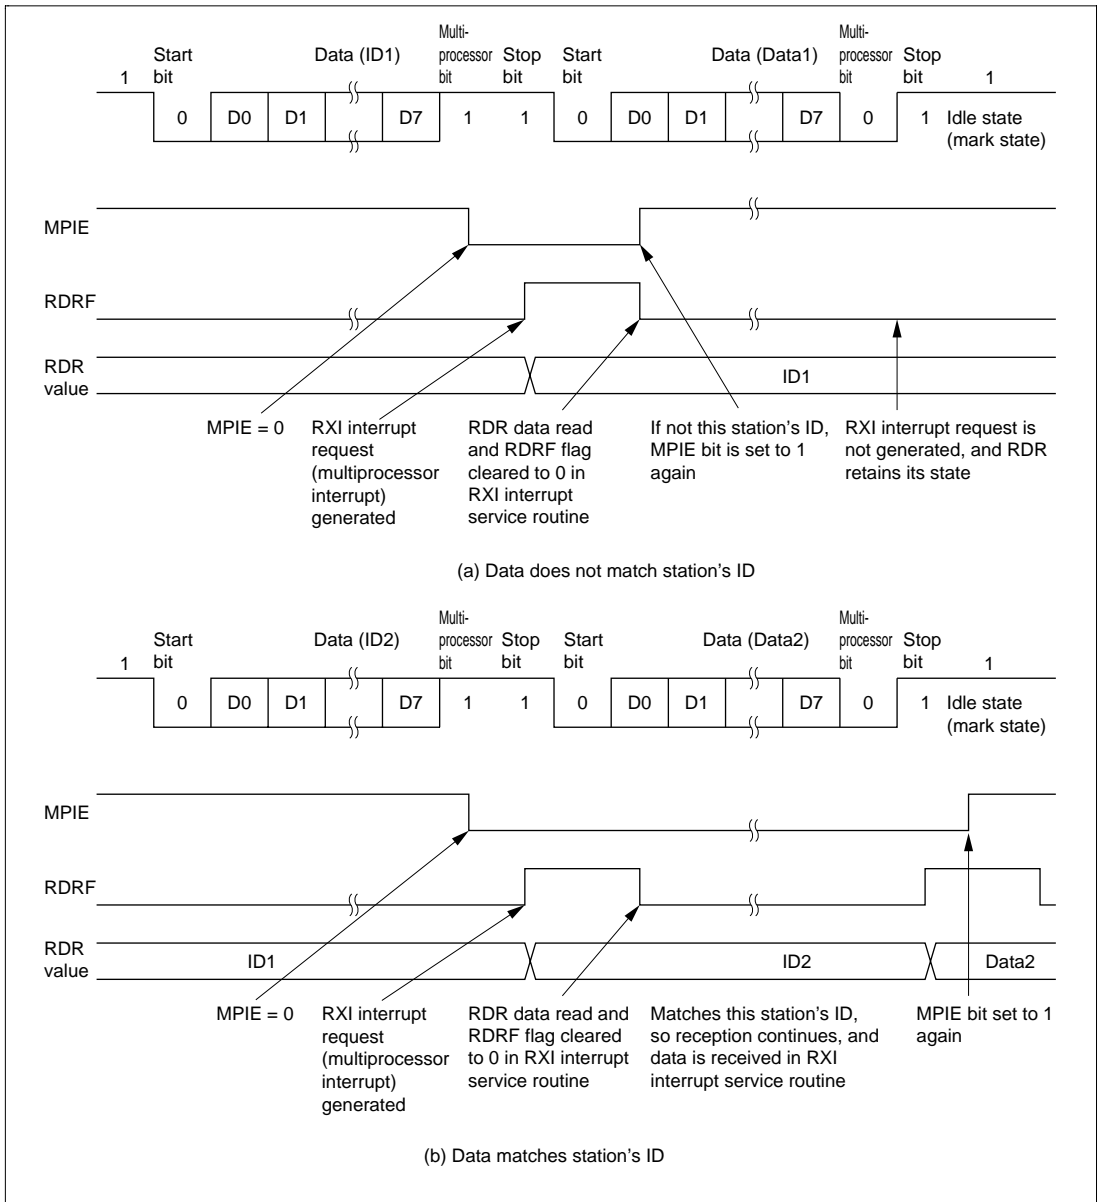 Start bit
Data (ID1)
Multi-processor bit
Stop bit
Start bit
Data (Data1)
Multi-processor bit
Stop bit
1
1
0 D0 D1 D7 1 1 0 D0 D1 D7 0 1 Idle state
(mark state)
MPIE
RDRF
RDR
value
ID1
MPIE = 0
RXI interrupt
request
(multiprocessor
interrupt)
generated
RDR data read
and RDRF flag
cleared to 0 in
RXI interrupt
service routine
If not this station's ID,
MPIE bit is set to 1
again
RXI interrupt request is
not generated, and RDR
retains its state
(a) Data does not match station's ID
Start bit
Data (ID2)
Multi-processor bit
Stop bit
Start bit
Data (Data2)
Multi-processor bit
Stop bit
1
1
0 D0 D1 D7 1 1 0 D0 D1 D7 0 1 Idle state
(mark state)
MPIE
RDRF
RDR
value
ID1
ID2
Data2
MPIE = 0
RXI interrupt
request
(multiprocessor
interrupt)
generated
RDR data read and
RDRF flag cleared
to 0 in RXI interrupt
service routine
Matches this station's ID,
so reception continues, and
data is received in RXI
interrupt service routine
MPIE bit set to 1
again
(b) Data matches station's ID